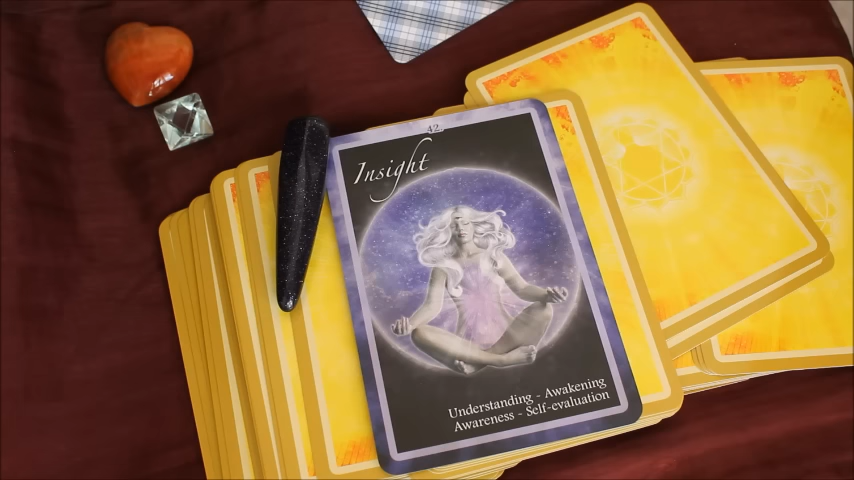 42.
Insight
Understanding - Awakening
Awareness - Self-evaluation